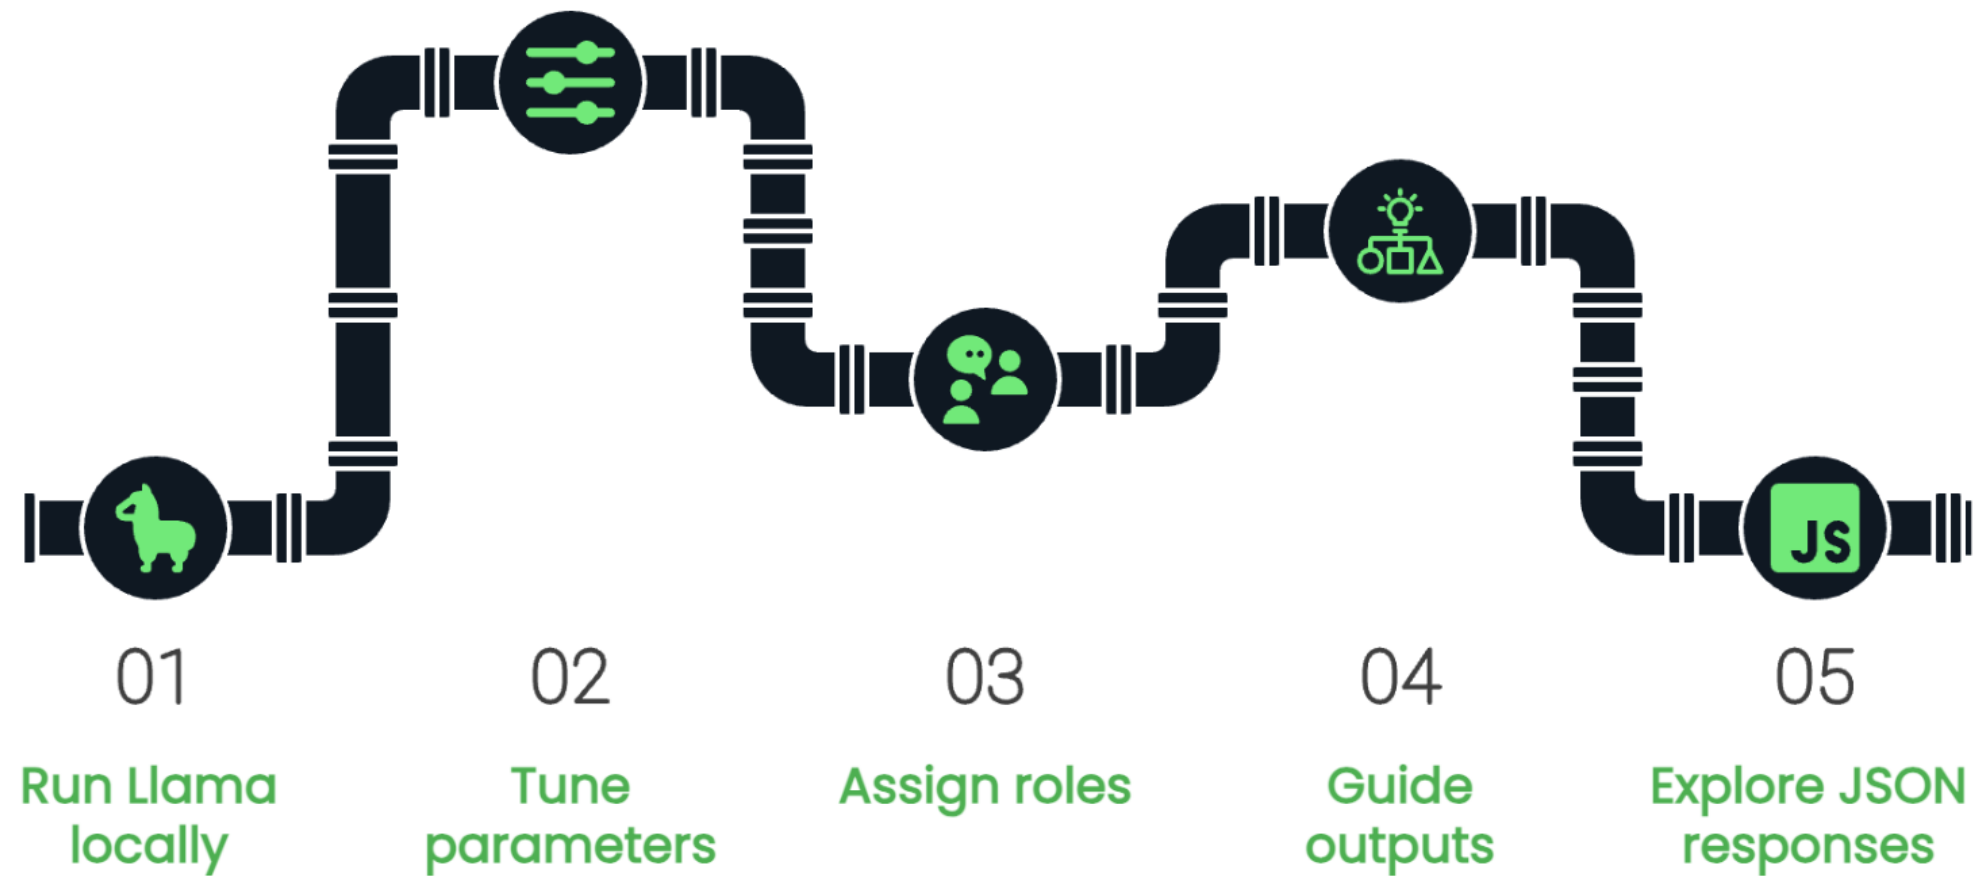 JS
01
Run Llama
locally
02
Tune
parameters
03
Assign roles
04
Guide
outputs
05
Explore JSON
responses